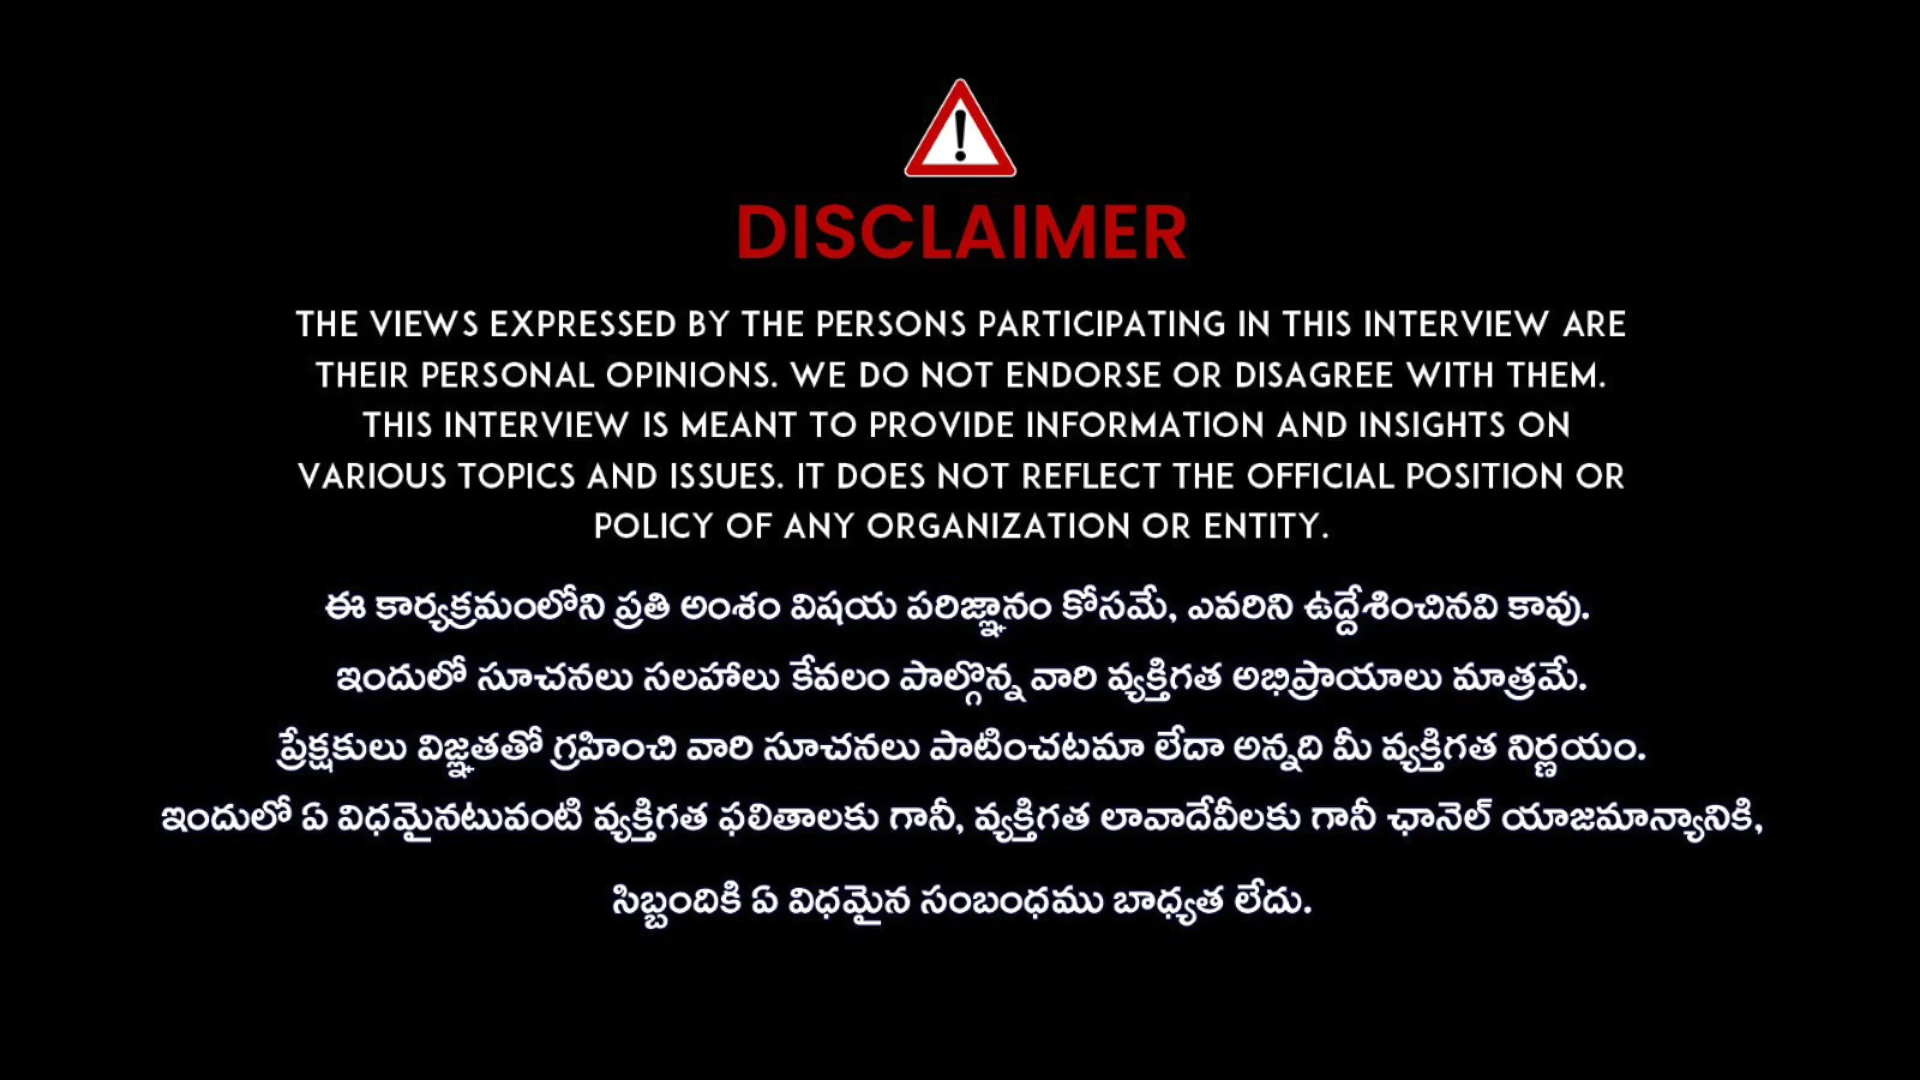 DISCLAIMER
THE VIEWS EXPRESSED BY THE PERSONS PARTICIPATING IN THIS INTERVIEW ARE
THEIR PERSONAL OPINIONS. WE DO NOT ENDORSE OR DISAGREE WITH THEM.
THIS INTERVIEW IS MEANT TO PROVIDE INFORMATION AND INSIGHTS ON
VARIOUS TOPICS AND ISSUES. IT DOES NOT REFLECT THE OFFICIAL POSITION OR
POLICY OF ANY ORGANIZATION OR ENTITY.
ఈ కార్యక్రమంలోని ప్రతి అంశం విషయ పరిజ్ఞానం కోసమే, ఎవరిని ఉద్దేశించినవి కావు.
ఇందులో సూచనలు సలహాలు కేవలం పాల్గొన్న వారి వ్యక్తిగత అభిప్రాయాలు మాత్రమే.
ప్రేక్షకులు విజ్ఞతతో గ్రహించి వారి సూచనలు పాటించటమా లేదా అన్నది మీ వ్యక్తిగత నిర్ణయం.
ఇందులో ఏ విధమైనటువంటి వ్యక్తిగత ఫలితాలకు గానీ, వ్యక్తిగత లావాదేవీలకు గానీ ఛానెల్ యాజమాన్యానికి,
సిబ్బందికి ఏ విధమైన సంబంధము బాధ్యత లేదు.